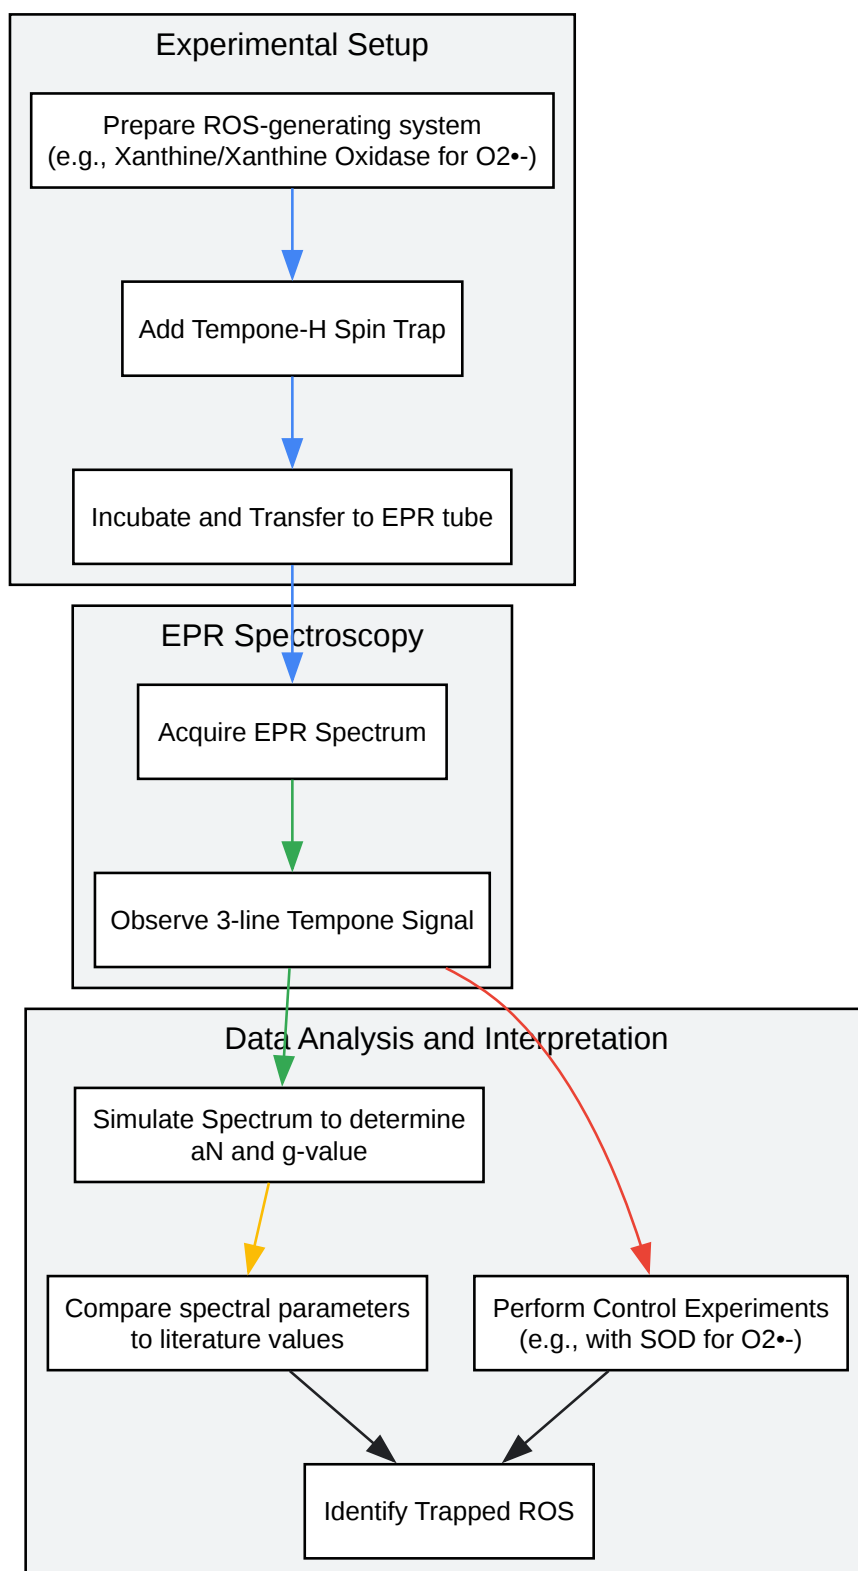 Experimental Setup
Prepare ROS-generating system
(e.g., Xanthine/Xanthine Oxidase for O2•-)
Add Tempone-H Spin Trap
Incubate and Transfer to EPR tube
EPR Spectroscopy
Acquire EPR Spectrum
Observe 3-line Tempone Signal
Data Analysis and Interpretation
Simulate Spectrum to determine
aN and g-value
Compare spectral parameters
to literature values
Perform Control Experiments
(e.g., with SOD for O2•-)
Identify Trapped ROS